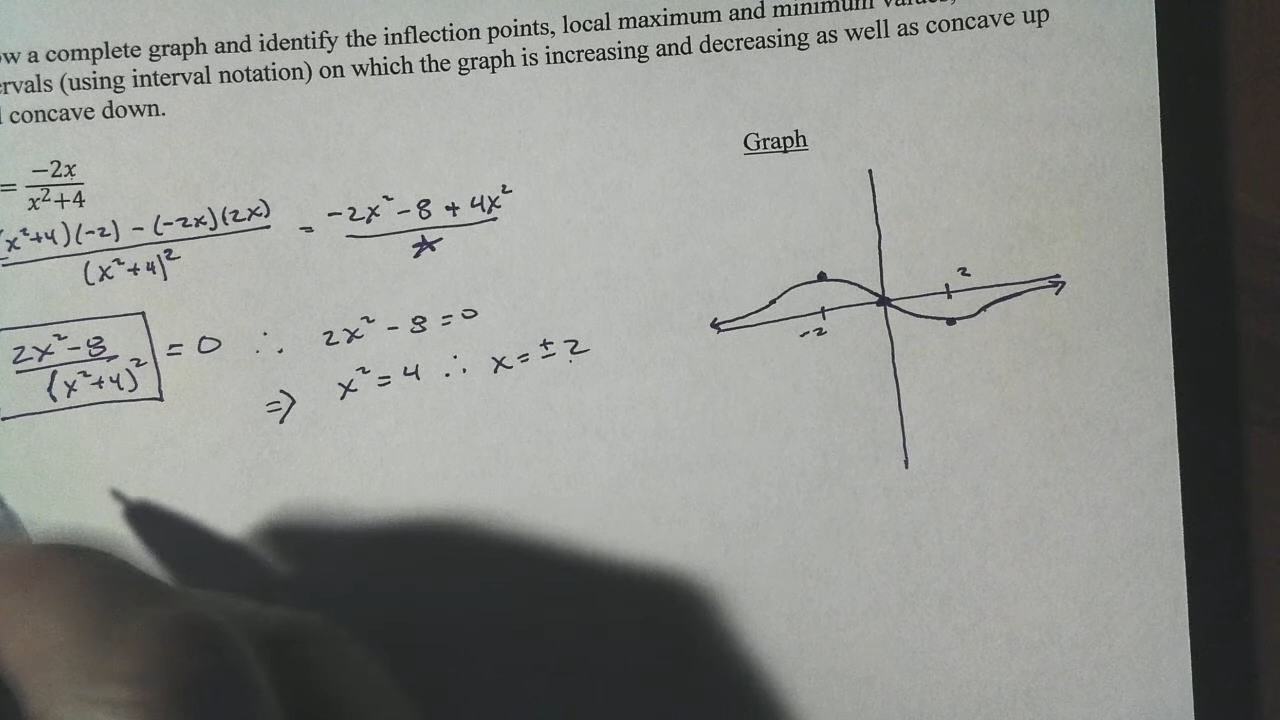 w a complete graph and identify the inflection points, local maximum and minimum values,
ervals (using interval notation) on which the graph is increasing and decreasing as well as concave up
concave down.
Graph
= -2x / x²+4
(x²+4)(-2) - (-2x)(2x) / (x²+4)² = -2x² - 8 + 4x² / ☆
2x²-8 / (x²+4)² = 0 ∴ 2x² - 8 = 0
⇒ x² = 4 ∴ x = ± 2
-2
2